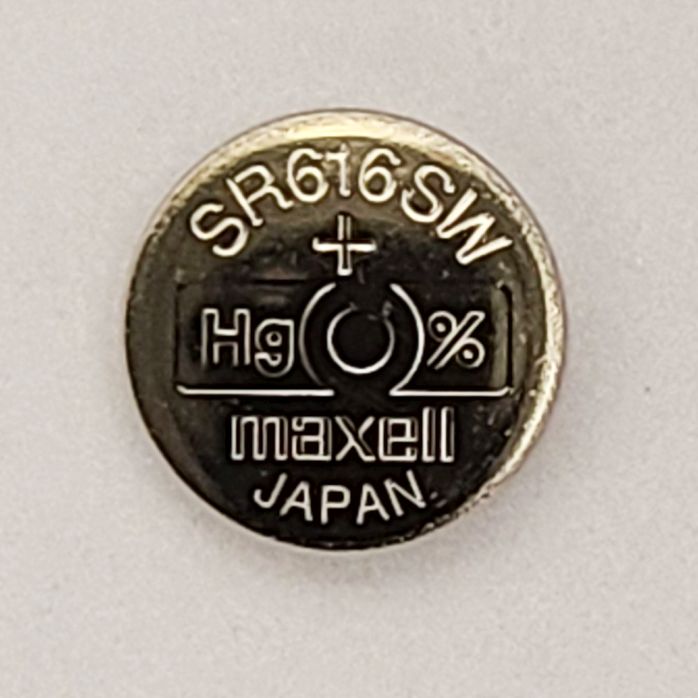 SR616SW
+
Hg 0 %
maxell
JAPAN